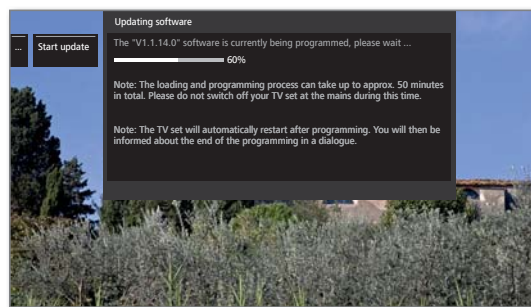 Updating software
... Start update
The "V1.1.14.0" software is currently being programmed, please wait ...
60%
Note: The loading and programming process can take up to approx. 50 minutes
in total. Please do not switch off your TV set at the mains during this time.
Note: The TV set will automatically restart after programming. You will then be
informed about the end of the programming in a dialogue.